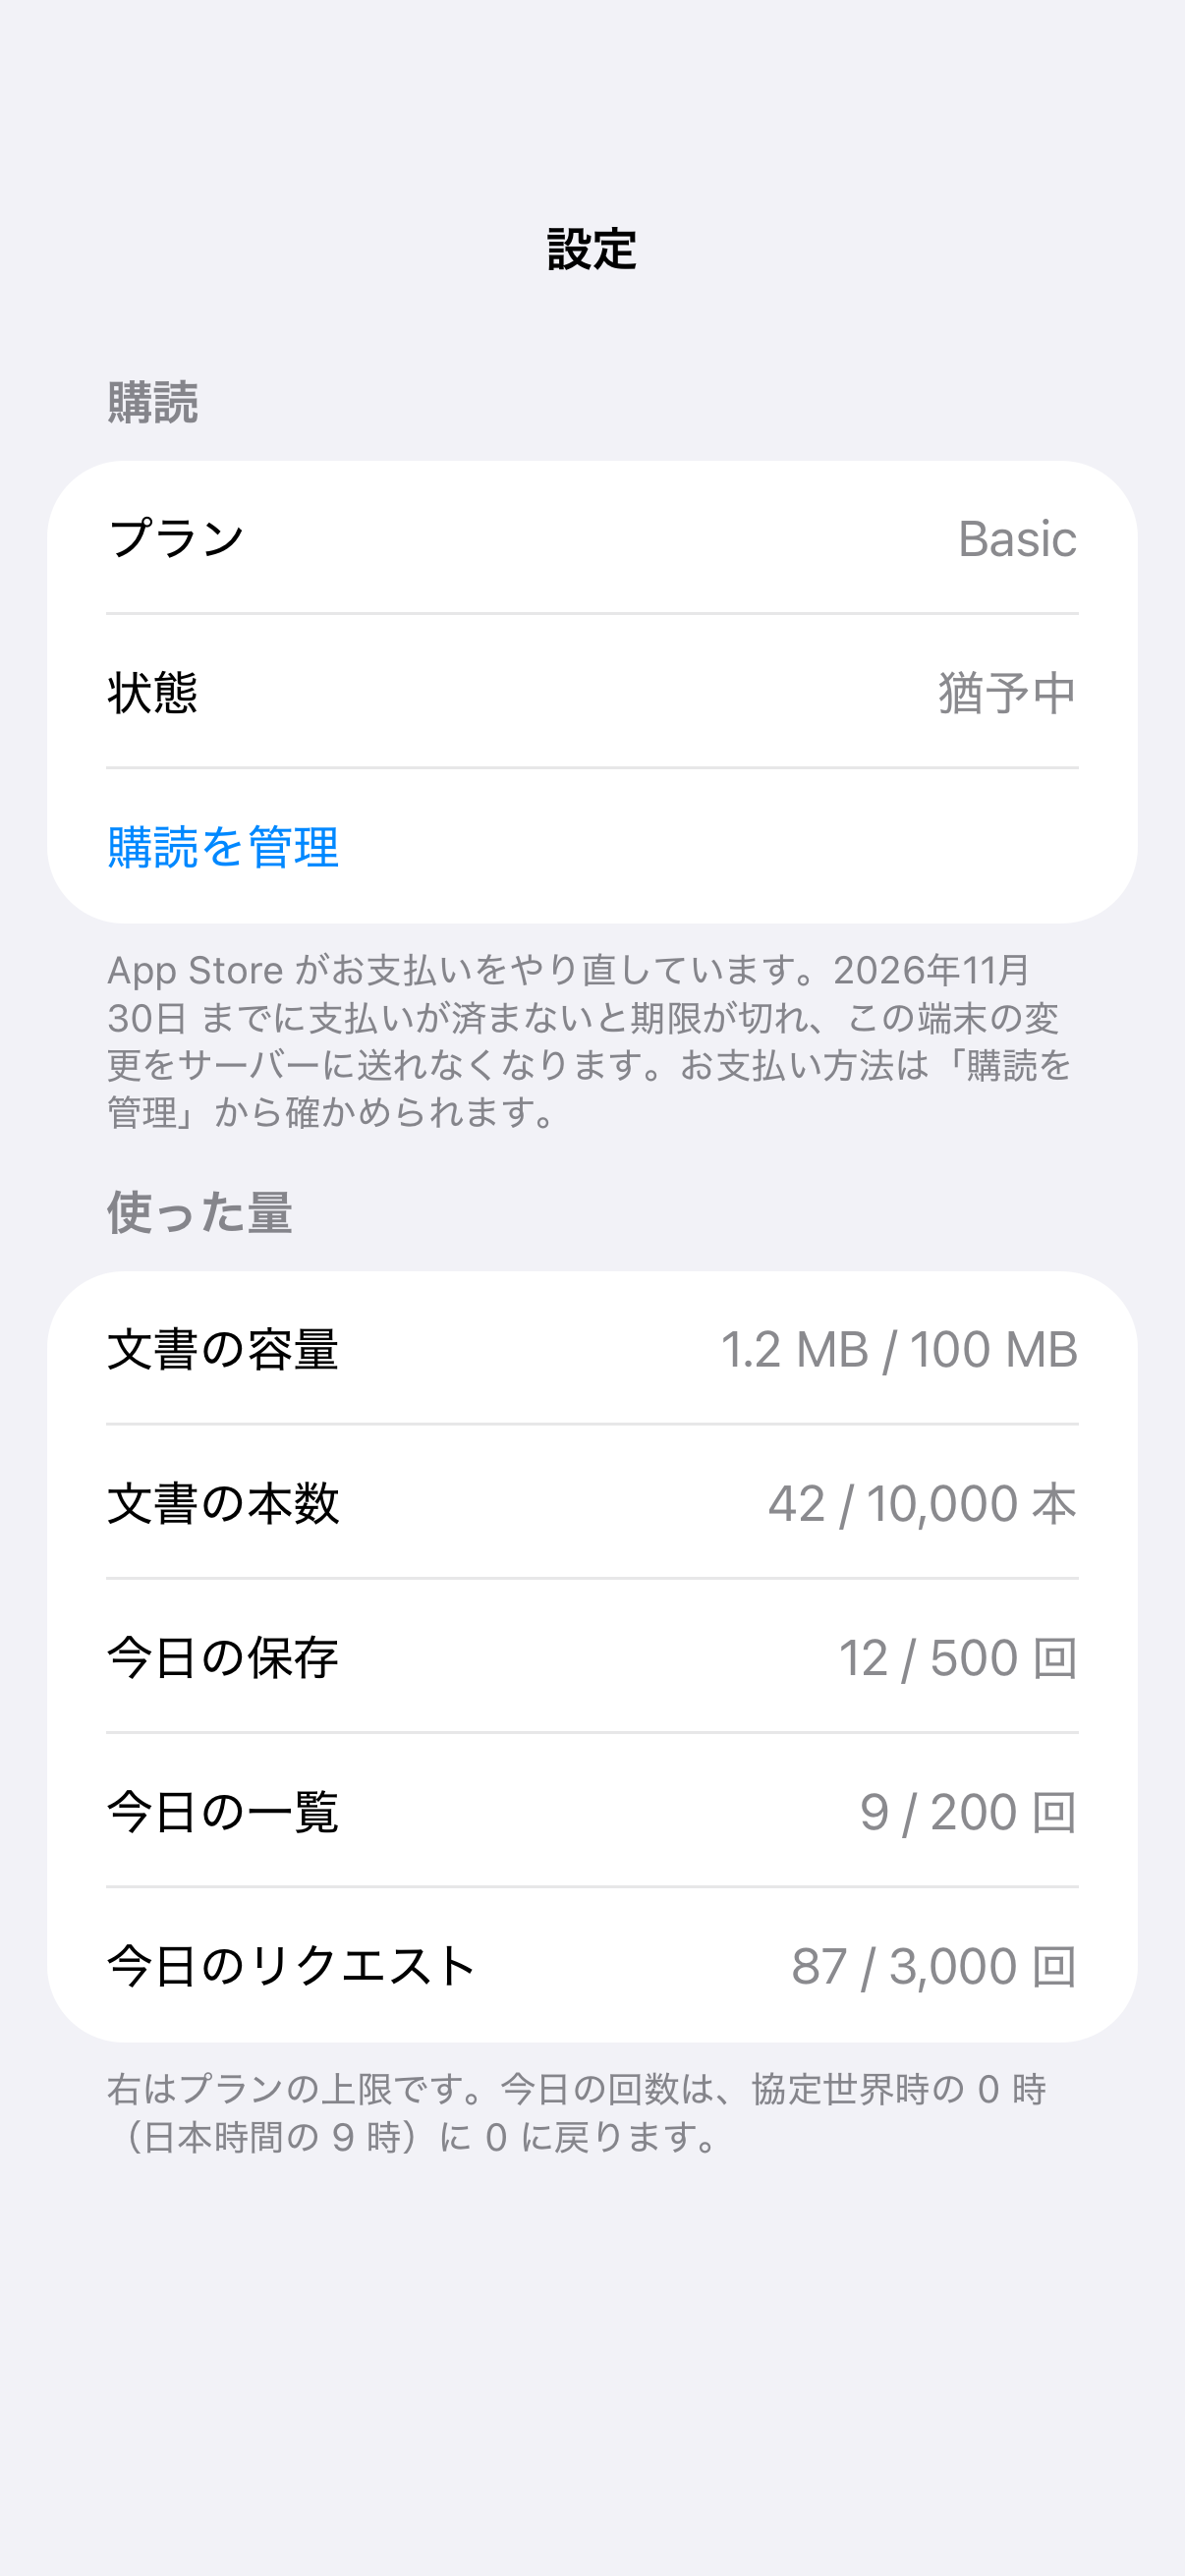 設定
購読
プラン Basic
状態 猶予中
購読を管理
App Store がお支払いをやり直しています。2026年11月
30日 までに支払いが済まないと期限が切れ、この端末の変
更をサーバーに送れなくなります。お支払い方法は「購読を
管理」から確かめられます。
使った量
文書の容量 1.2 MB / 100 MB
文書の本数 42 / 10,000 本
今日の保存 12 / 500 回
今日の一覧 9 / 200 回
今日のリクエスト 87 / 3,000 回
右はプランの上限です。今日の回数は、協定世界時の 0 時
（日本時間の 9 時）に 0 に戻ります。